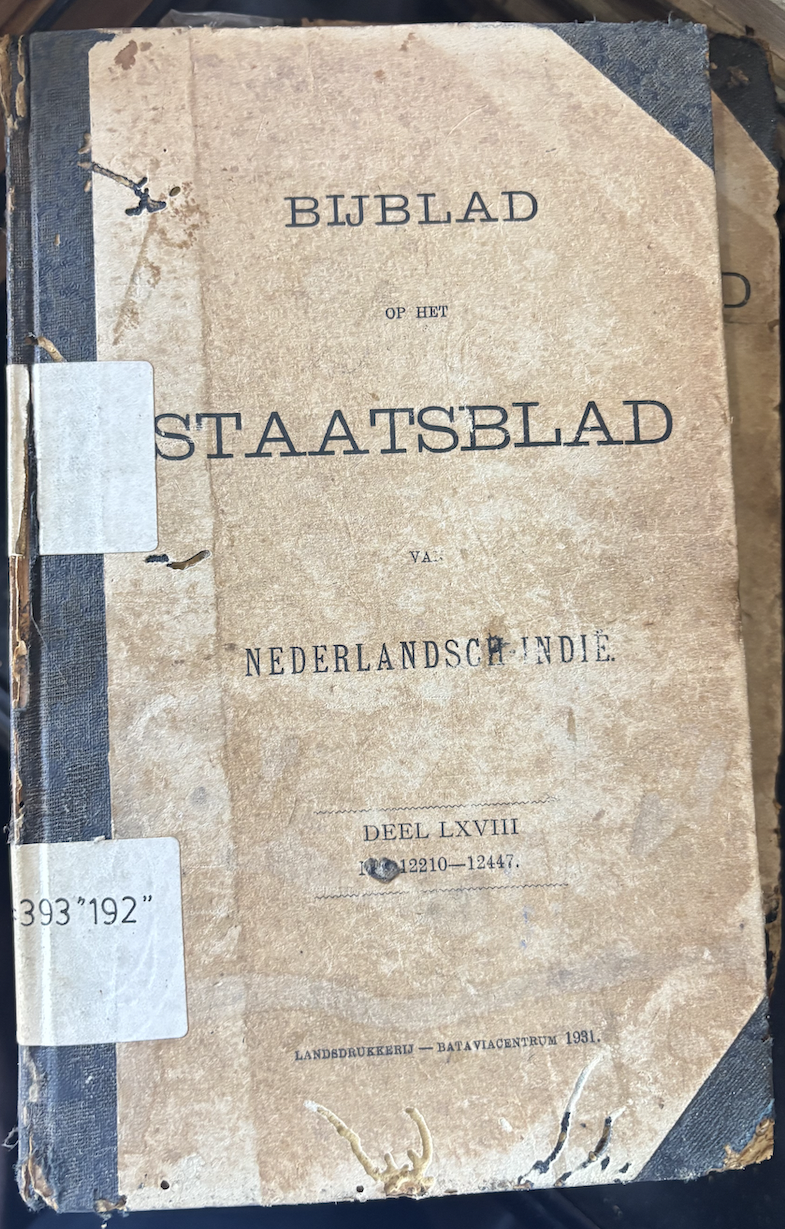 BIJBLAD
OP HET
STAATSBLAD
VAN
NEDERLANDSCH-INDIË.
DEEL LXVIII
12210—12447.
LANDSDRUKKERIJ — BATAVIACENTRUM 1931.
393"192"
D